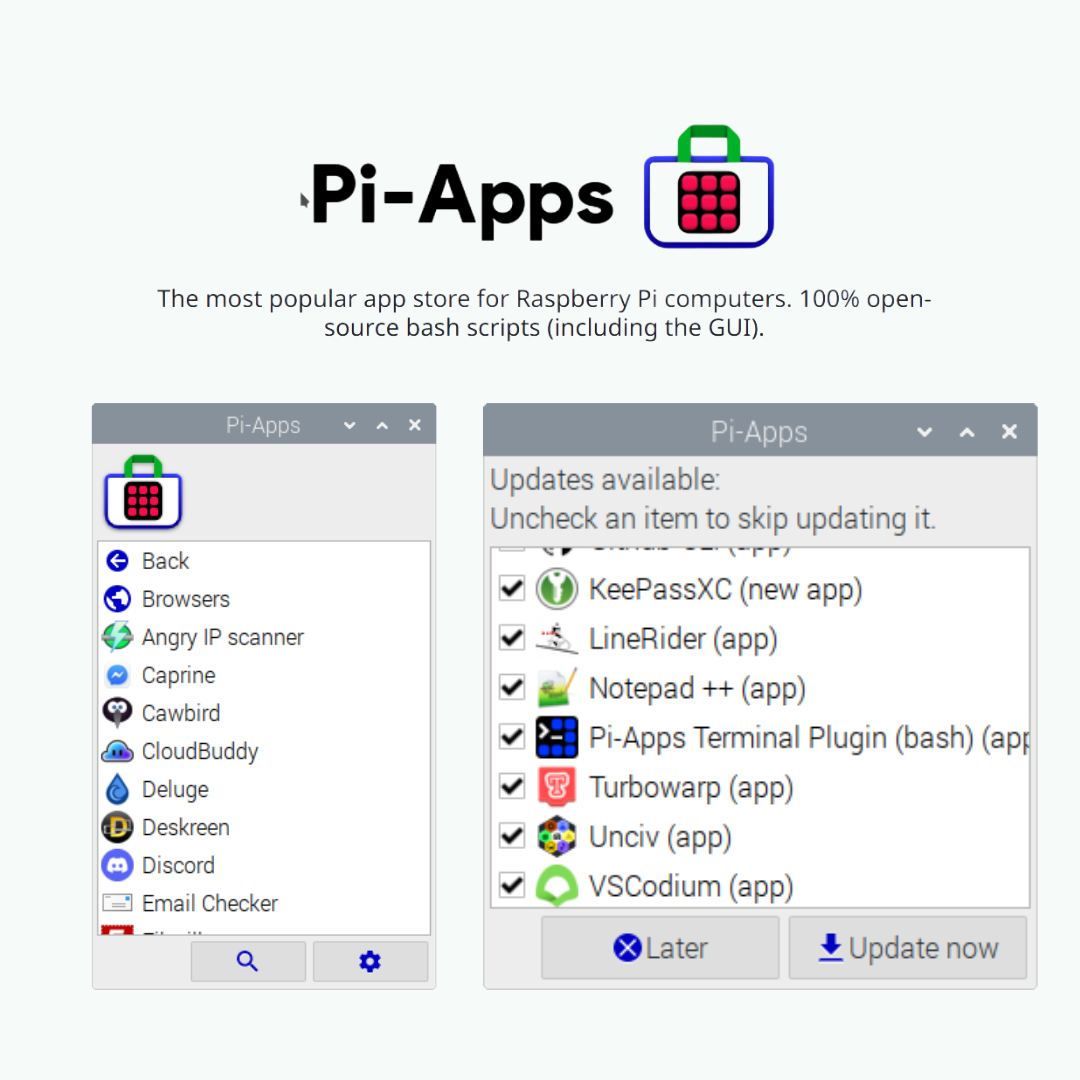 Pi-Apps
The most popular app store for Raspberry Pi computers. 100% open-
source bash scripts (including the GUI).
Pi-Apps
Back
Browsers
Angry IP scanner
Caprine
Cawbird
CloudBuddy
Deluge
Deskreen
Discord
Email Checker
Pi-Apps
Updates available:
Uncheck an item to skip updating it.
KeePassXC (new app)
LineRider (app)
Notepad ++ (app)
Pi-Apps Terminal Plugin (bash) (app
Turbowarp (app)
Unciv (app)
VSCodium (app)
Later
Update now